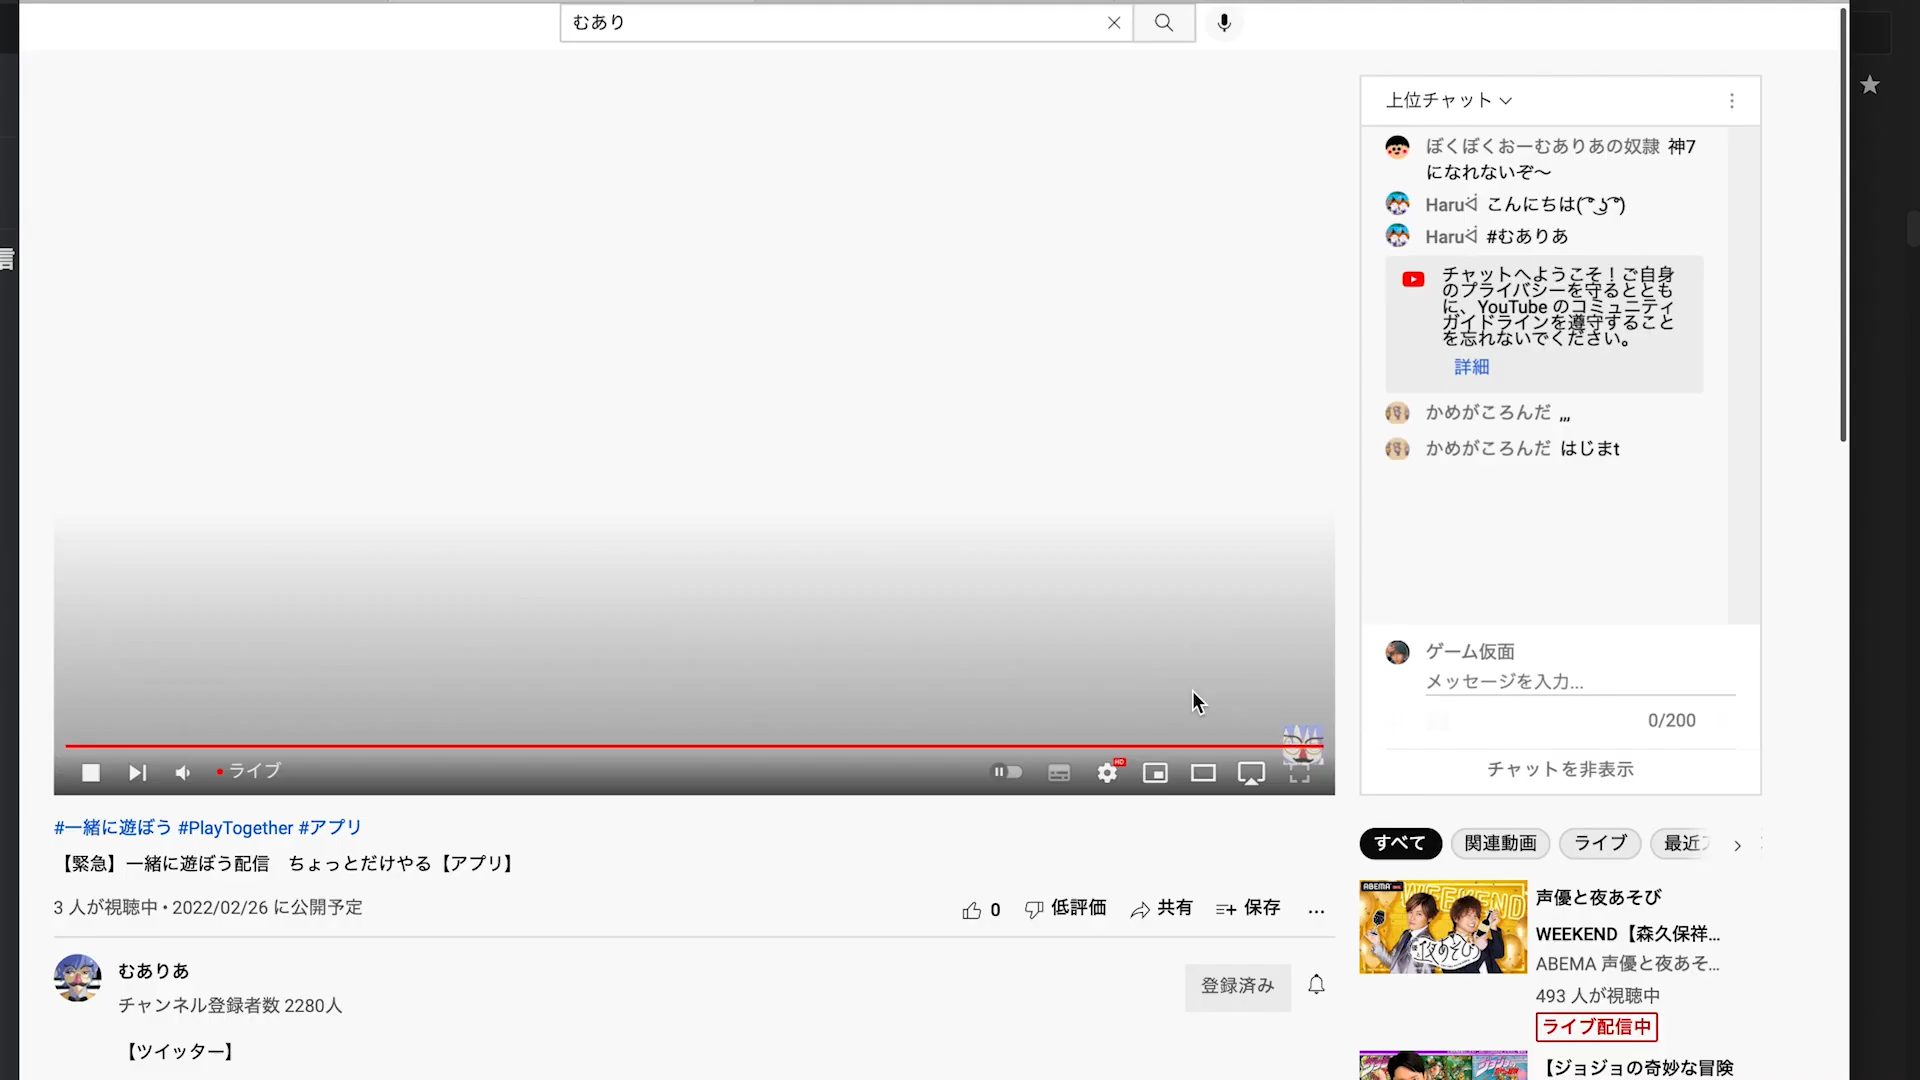 むあり
上位チャット
ぼくぼくおーむありあの奴隷 神7
になれないぞ〜
こんにちは( ͡° ͜ʖ ͡°)
#むありあ
チャットへようこそ！ご自身
のプライバシーを守るととも
に、YouTube のコミュニティ
ガイドラインを遵守すること
を忘れないでください。
詳細
かめがころんだ ,,,
かめがころんだ はじまt
ゲーム仮面
メッセージを入力...
0/200
チャットを非表示
信
ライブ
HD
#一緒に遊ぼう #PlayTogether #アプリ
【緊急】一緒に遊ぼう配信　ちょっとだけやる【アプリ】
3 人が視聴中・2022/02/26 に公開予定
0 低評価 共有 保存
むありあ
チャンネル登録者数 2280人
登録済み
【ツイッター】
すべて 関連動画 ライブ
ABEMA WEEKEND
声優と夜あそび
WEEKEND【森久保祥...
ABEMA 声優と夜あそ...
493 人が視聴中
ライブ配信中
【ジョジョの奇妙な冒険